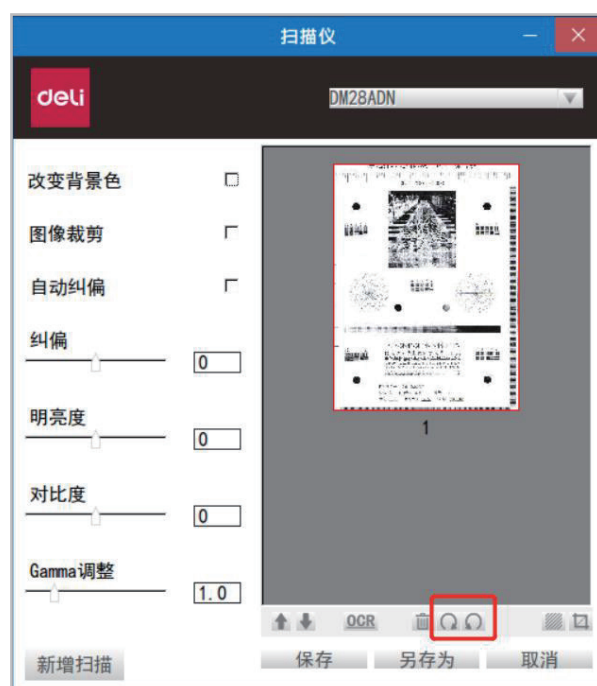 扫描仪
deli
DM28ADN
改变背景色
图像裁剪
自动纠偏
纠偏
0
明亮度
0
对比度
0
Gamma调整
1.0
1
OCR
新增扫描
保存
另存为
取消